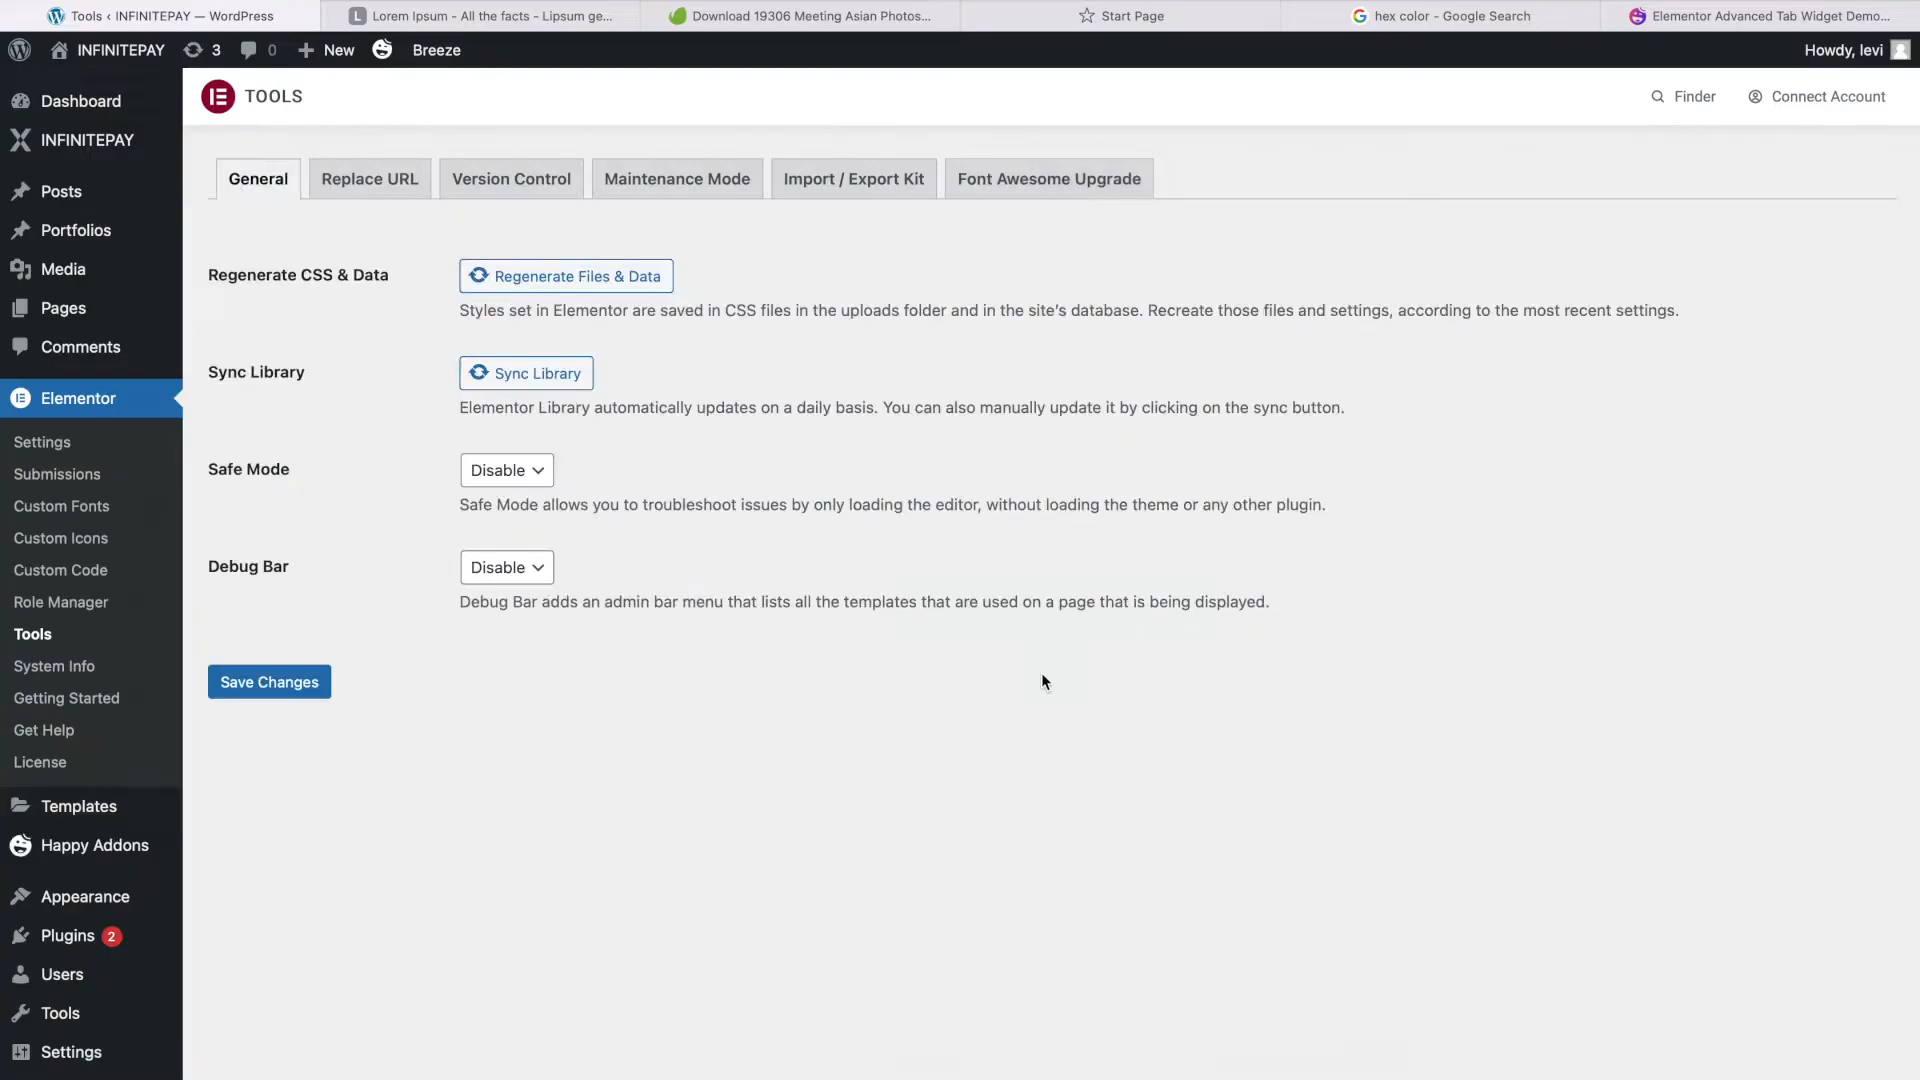 Tools ‹ INFINITEPAY — WordPress
Lorem Ipsum - All the facts - Lipsum ge...
Download 19306 Meeting Asian Photos...
Start Page
hex color - Google Search
Elementor Advanced Tab Widget Demo...
INFINITEPAY 3 0 New Breeze Howdy, levi
TOOLS
Finder
Connect Account
Dashboard
INFINITEPAY
Posts
Portfolios
Media
Pages
Comments
Elementor
Settings
Submissions
Custom Fonts
Custom Icons
Custom Code
Role Manager
Tools
System Info
Getting Started
Get Help
License
Templates
Happy Addons
Appearance
Plugins 2
Users
Tools
Settings
General
Replace URL
Version Control
Maintenance Mode
Import / Export Kit
Font Awesome Upgrade
Regenerate CSS & Data
Regenerate Files & Data
Styles set in Elementor are saved in CSS files in the uploads folder and in the site's database. Recreate those files and settings, according to the most recent settings.
Sync Library
Sync Library
Elementor Library automatically updates on a daily basis. You can also manually update it by clicking on the sync button.
Safe Mode
Disable
Safe Mode allows you to troubleshoot issues by only loading the editor, without loading the theme or any other plugin.
Debug Bar
Disable
Debug Bar adds an admin bar menu that lists all the templates that are used on a page that is being displayed.
Save Changes